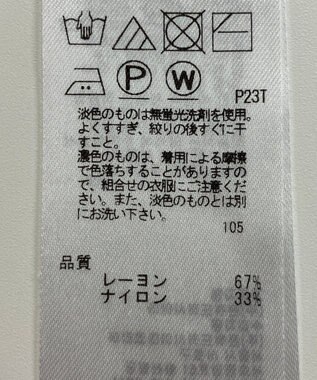 P W
P23T
淡色のものは無蛍光洗剤を使用。
よくすすぎ、絞りの後すぐに干
すこと。
濃色のものは、着用による摩擦
で色落ちすることがありますの
で、組合せの衣服にご注意くださ
い。また、淡色のものとは別
にお洗い下さい。
105
品質
レーヨン 67%
ナイロン 33%